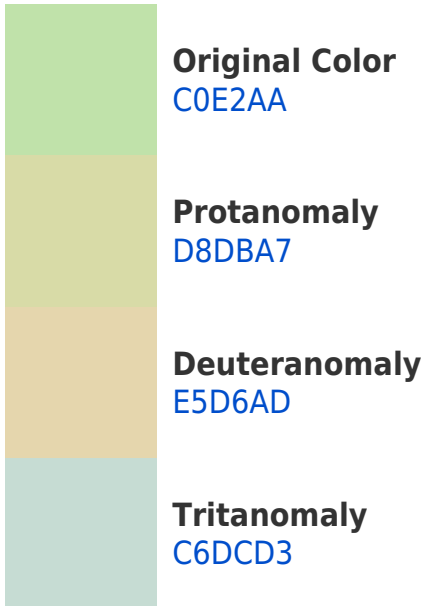 Original Color
C0E2AA
Protanomaly
D8DBA7
Deuteranomaly
E5D6AD
Tritanomaly
C6DCD3